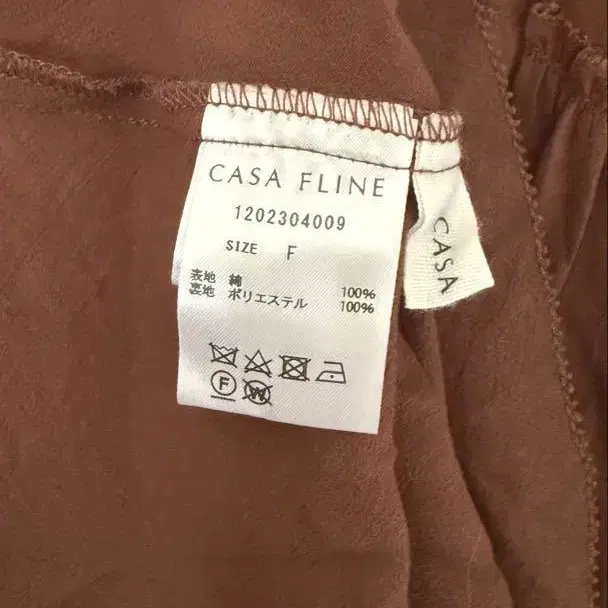 CASA FLINE
1202304009
SIZE F
表地 綿 100%
裏地 ポリエステル 100%
F
W
CASA